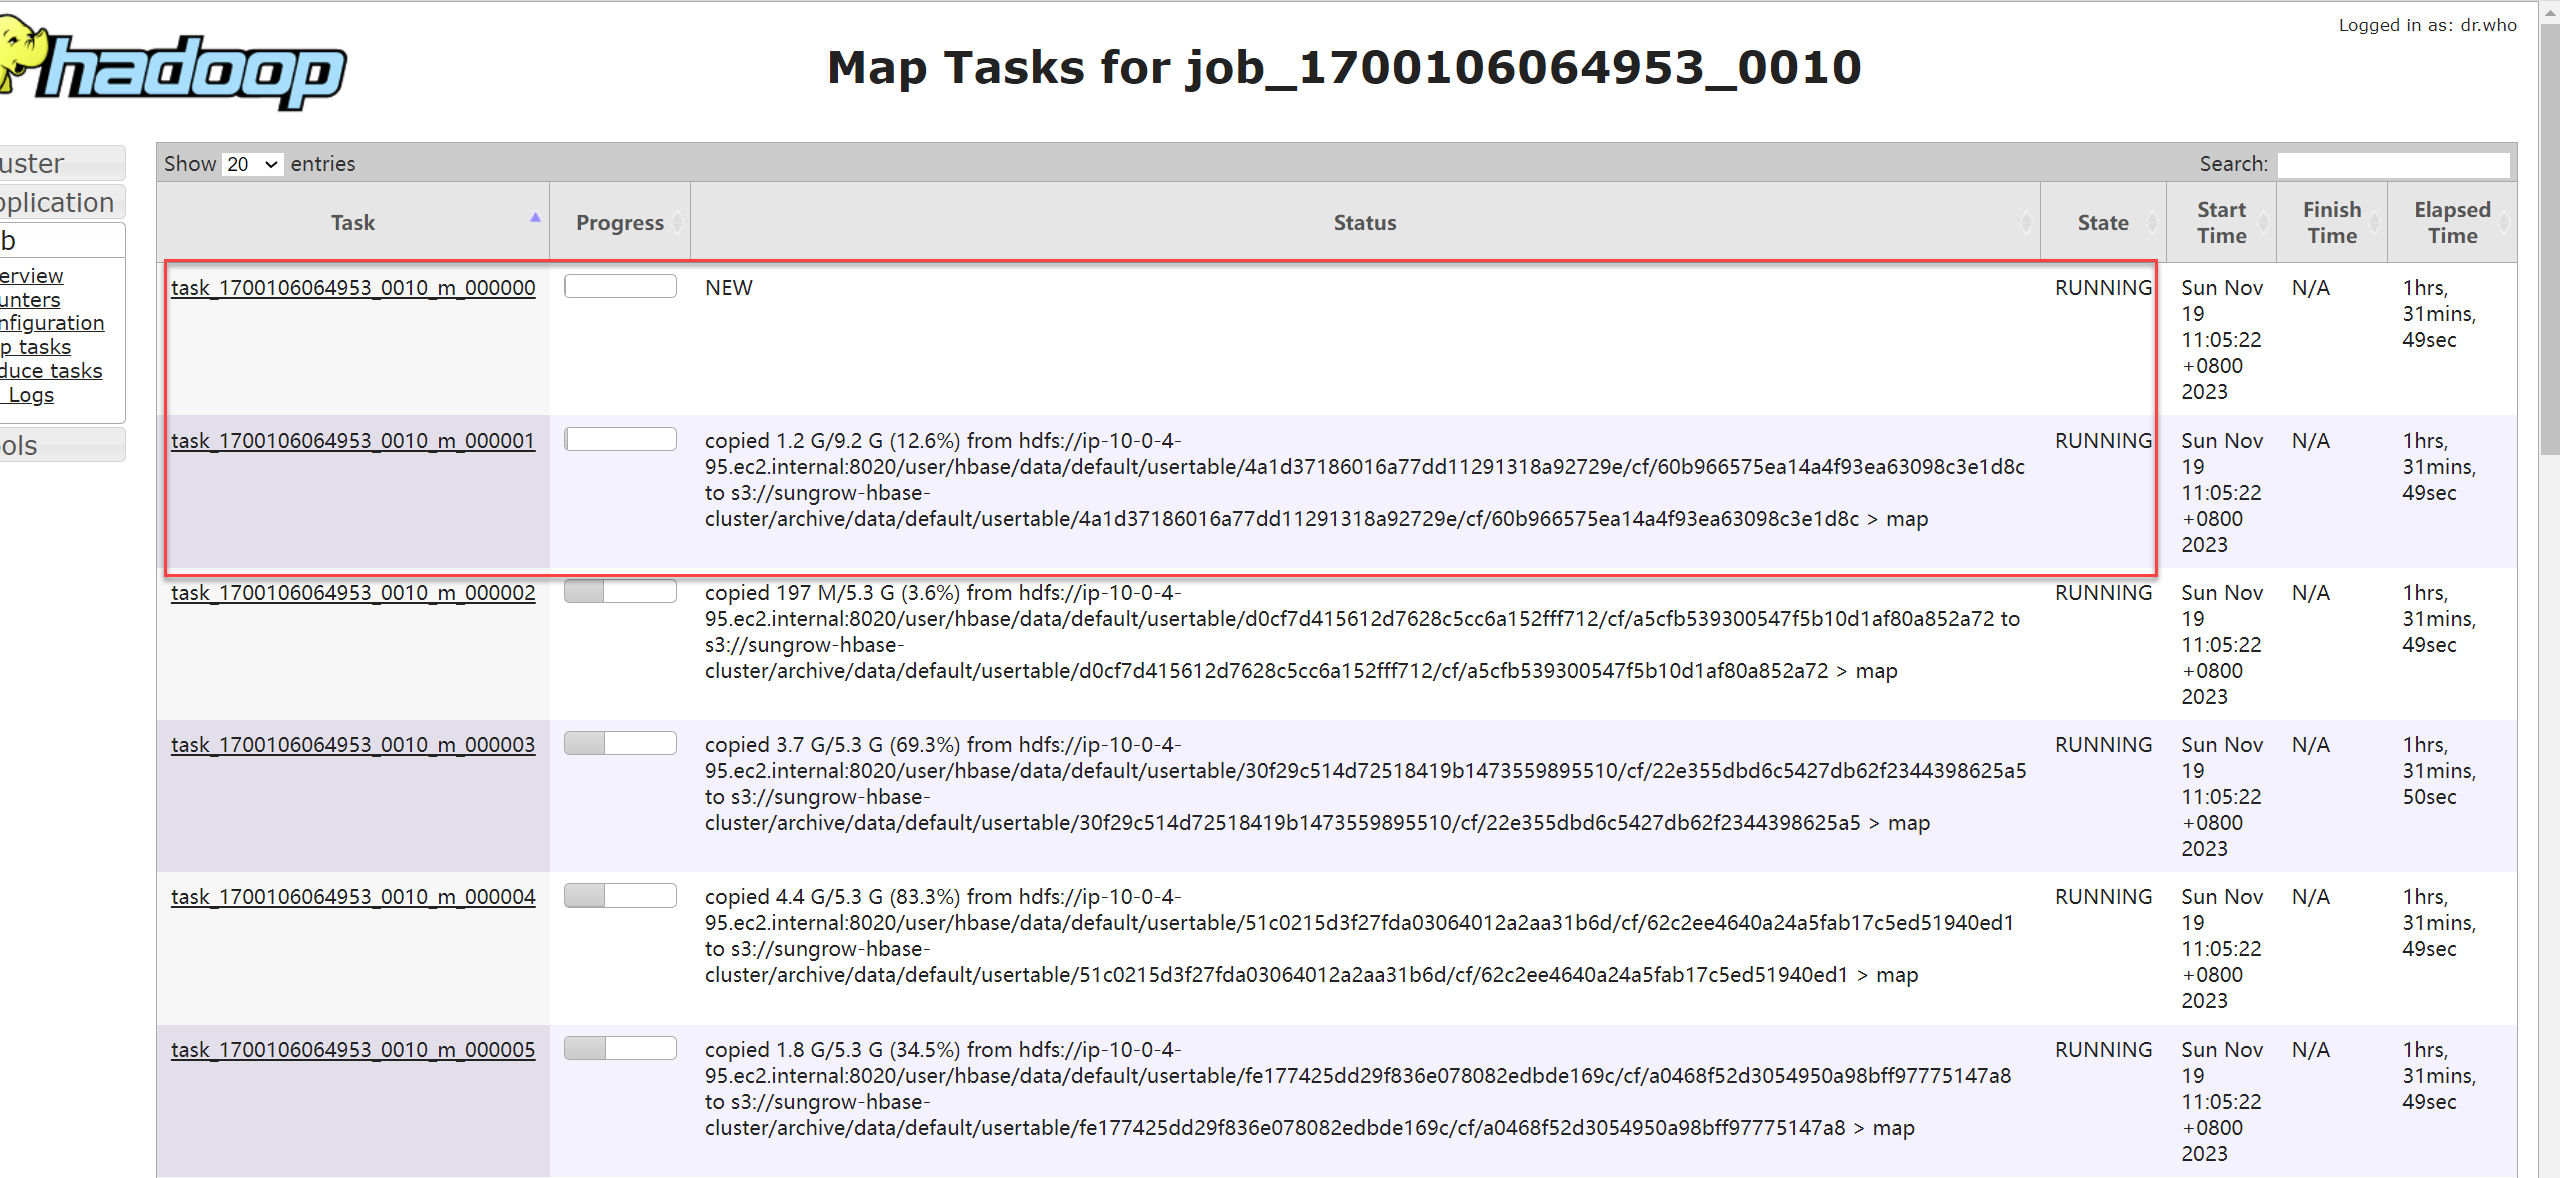 hadoop
Logged in as: dr.who
Map Tasks for job_1700106064953_0010
uster
pplication
b
erview
unters
nfiguration
p tasks
duce tasks
Logs
ols
Show 20 entries
Search:
Task Progress Status State Start Time Finish Time Elapsed Time
task_1700106064953_0010_m_000000 NEW RUNNING Sun Nov N/A 1hrs,
19 31mins,
11:05:22 49sec
+0800
2023
task_1700106064953_0010_m_000001 copied 1.2 G/9.2 G (12.6%) from hdfs://ip-10-0-4- RUNNING Sun Nov N/A 1hrs,
95.ec2.internal:8020/user/hbase/data/default/usertable/4a1d37186016a77dd11291318a92729e/cf/60b966575ea14a4f93ea63098c3e1d8c 19 31mins,
to s3://sungrow-hbase- 11:05:22 49sec
cluster/archive/data/default/usertable/4a1d37186016a77dd11291318a92729e/cf/60b966575ea14a4f93ea63098c3e1d8c > map +0800
2023
task_1700106064953_0010_m_000002 copied 197 M/5.3 G (3.6%) from hdfs://ip-10-0-4- RUNNING Sun Nov N/A 1hrs,
95.ec2.internal:8020/user/hbase/data/default/usertable/d0cf7d415612d7628c5cc6a152fff712/cf/a5cfb539300547f5b10d1af80a852a72 to 19 31mins,
s3://sungrow-hbase- 11:05:22 49sec
cluster/archive/data/default/usertable/d0cf7d415612d7628c5cc6a152fff712/cf/a5cfb539300547f5b10d1af80a852a72 > map +0800
2023
task_1700106064953_0010_m_000003 copied 3.7 G/5.3 G (69.3%) from hdfs://ip-10-0-4- RUNNING Sun Nov N/A 1hrs,
95.ec2.internal:8020/user/hbase/data/default/usertable/30f29c514d72518419b1473559895510/cf/22e355dbd6c5427db62f2344398625a5 19 31mins,
to s3://sungrow-hbase- 11:05:22 50sec
cluster/archive/data/default/usertable/30f29c514d72518419b1473559895510/cf/22e355dbd6c5427db62f2344398625a5 > map +0800
2023
task_1700106064953_0010_m_000004 copied 4.4 G/5.3 G (83.3%) from hdfs://ip-10-0-4- RUNNING Sun Nov N/A 1hrs,
95.ec2.internal:8020/user/hbase/data/default/usertable/51c0215d3f27fda03064012a2aa31b6d/cf/62c2ee4640a24a5fab17c5ed51940ed1 19 31mins,
to s3://sungrow-hbase- 11:05:22 49sec
cluster/archive/data/default/usertable/51c0215d3f27fda03064012a2aa31b6d/cf/62c2ee4640a24a5fab17c5ed51940ed1 > map +0800
2023
task_1700106064953_0010_m_000005 copied 1.8 G/5.3 G (34.5%) from hdfs://ip-10-0-4- RUNNING Sun Nov N/A 1hrs,
95.ec2.internal:8020/user/hbase/data/default/usertable/fe177425dd29f836e078082edbde169c/cf/a0468f52d3054950a98bff97775147a8 19 31mins,
to s3://sungrow-hbase- 11:05:22 49sec
cluster/archive/data/default/usertable/fe177425dd29f836e078082edbde169c/cf/a0468f52d3054950a98bff97775147a8 > map +0800
2023